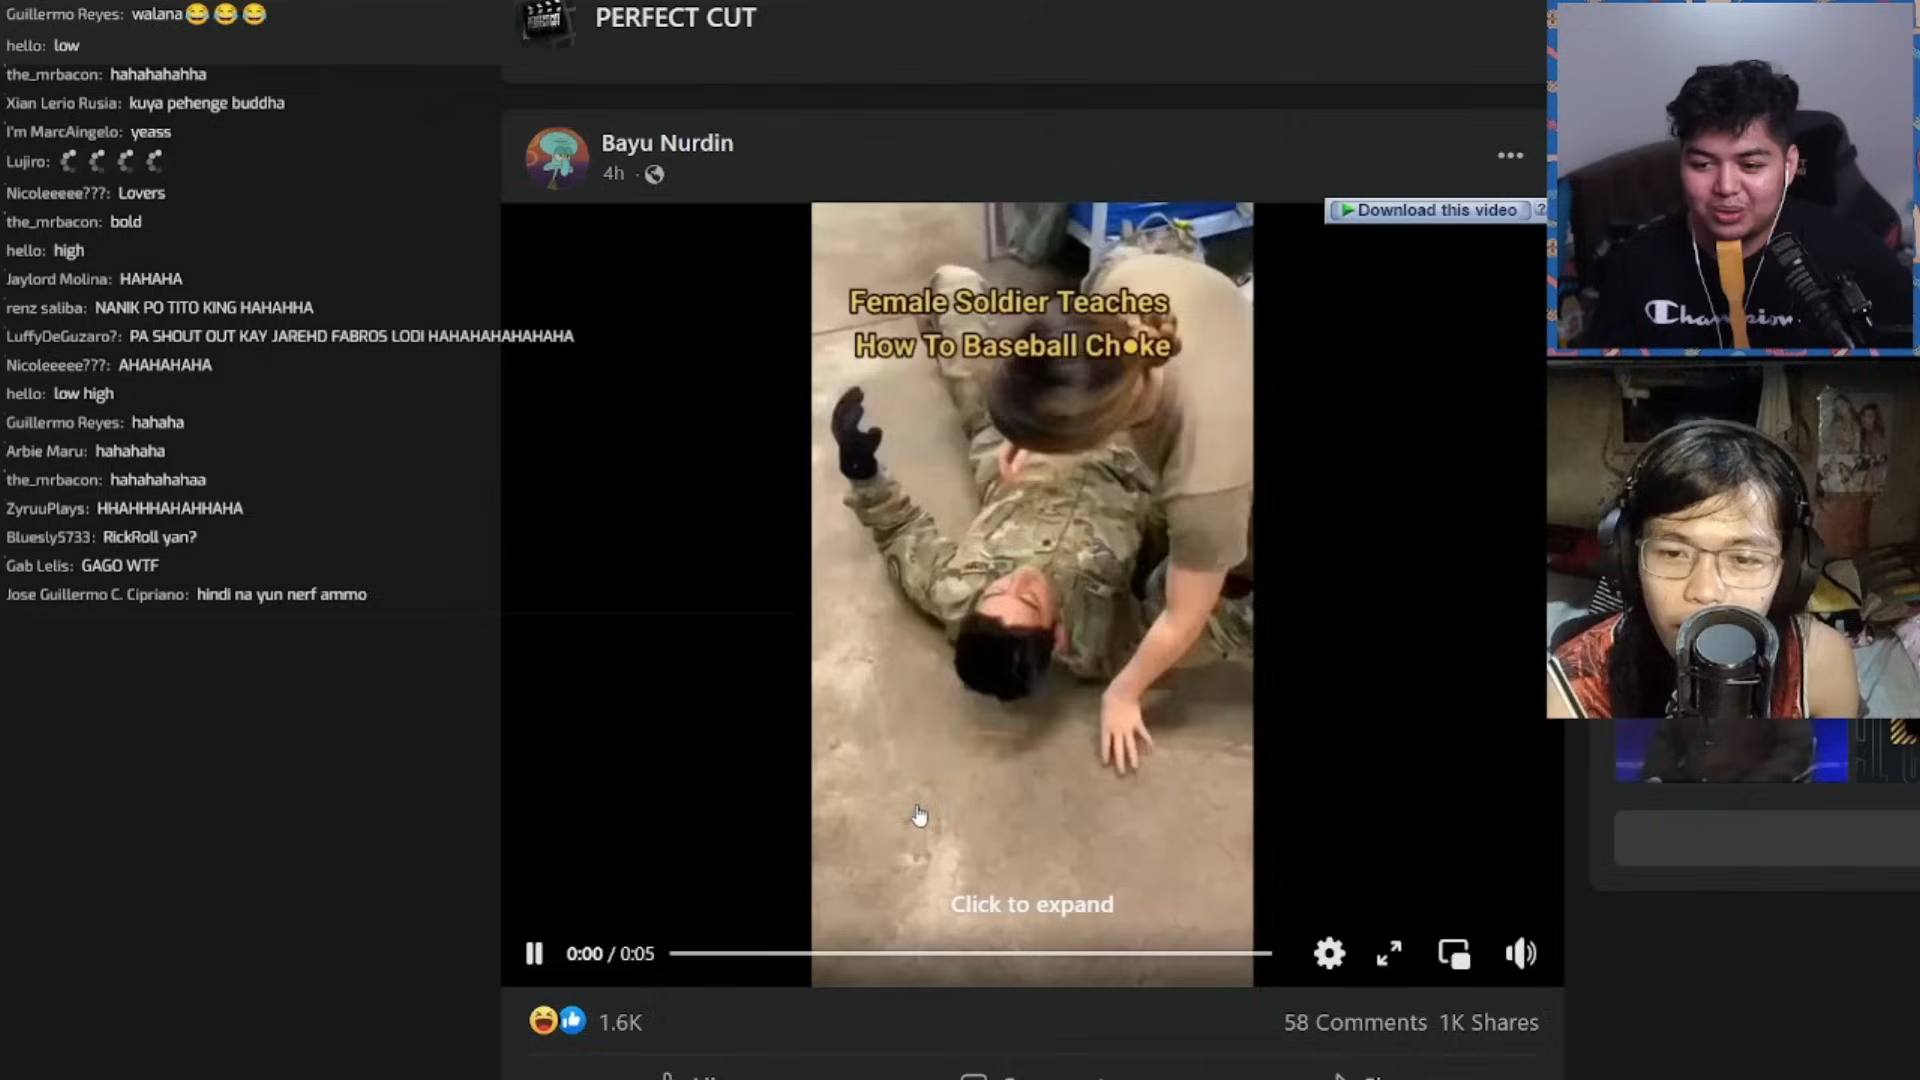 Guillermo Reyes: walana😂😂😂
hello: low
the_mrbacon: hahahahahha
Xian Lerio Rusia: kuya pehenge buddha
I'm MarcAingelo: yeass
Lujiro:
Nicoleeeee???: Lovers
the_mrbacon: bold
hello: high
Jaylord Molina: HAHAHA
renz saliba: NANIK PO TITO KING HAHAHHA
LuffyDeGuzaro?: PA SHOUT OUT KAY JAREHD FABROS LODI HAHAHAHAHAHAHA
Nicoleeeee???: AHAHAHAHA
hello: low high
Guillermo Reyes: hahaha
Arbie Maru: hahahaha
the_mrbacon: hahahahahaa
ZyruuPlays: HHAHHHAHAHHAHA
Bluesly5733: RickRoll yan?
Gab Lelis: GAGO WTF
Jose Guillermo C. Cipriano: hindi na yun nerf ammo
PERFECT CUT
Bayu Nurdin
4h ·
Download this video ?
Female Soldier Teaches
How To Baseball Ch●ke
Click to expand
0:00 / 0:05
1.6K
58 Comments 1K Shares
Champion